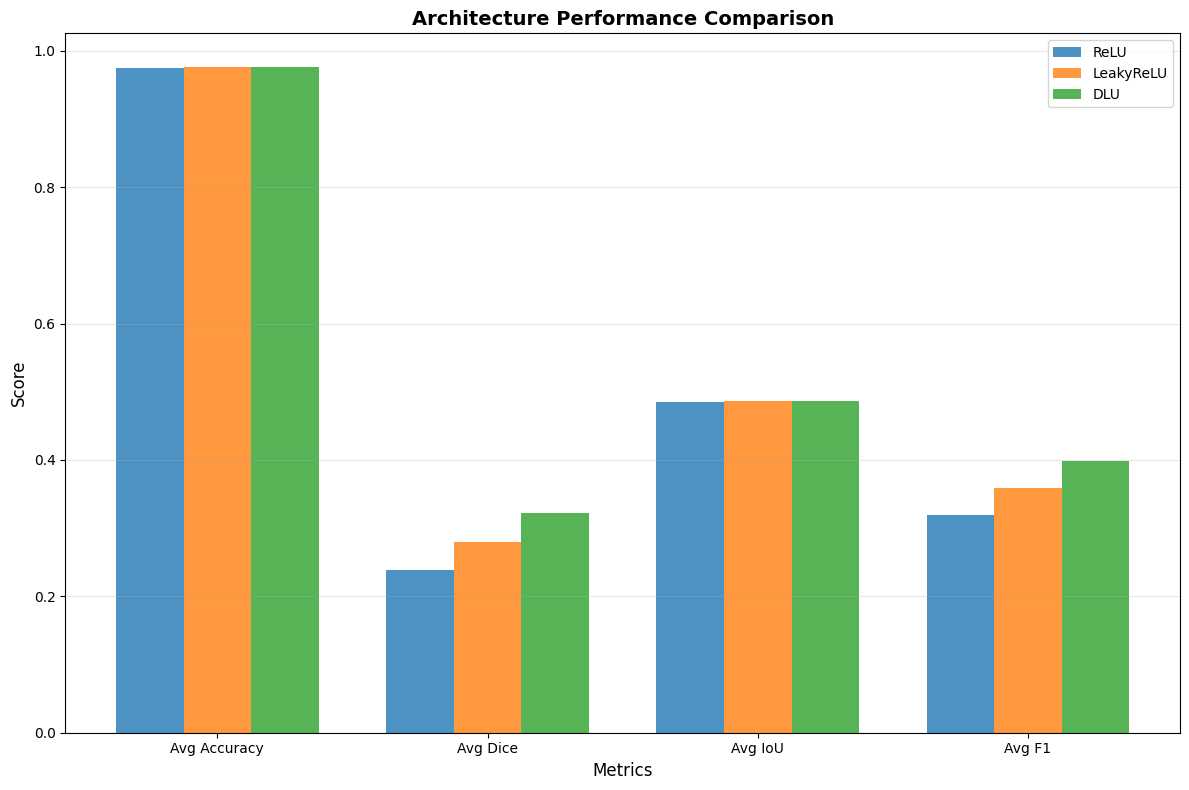 Architecture Performance Comparison
ReLU
LeakyReLU
DLU
1.0
0.8
0.6
0.4
0.2
0.0
Score
Avg Accuracy
Avg Dice
Avg IoU
Avg F1
Metrics